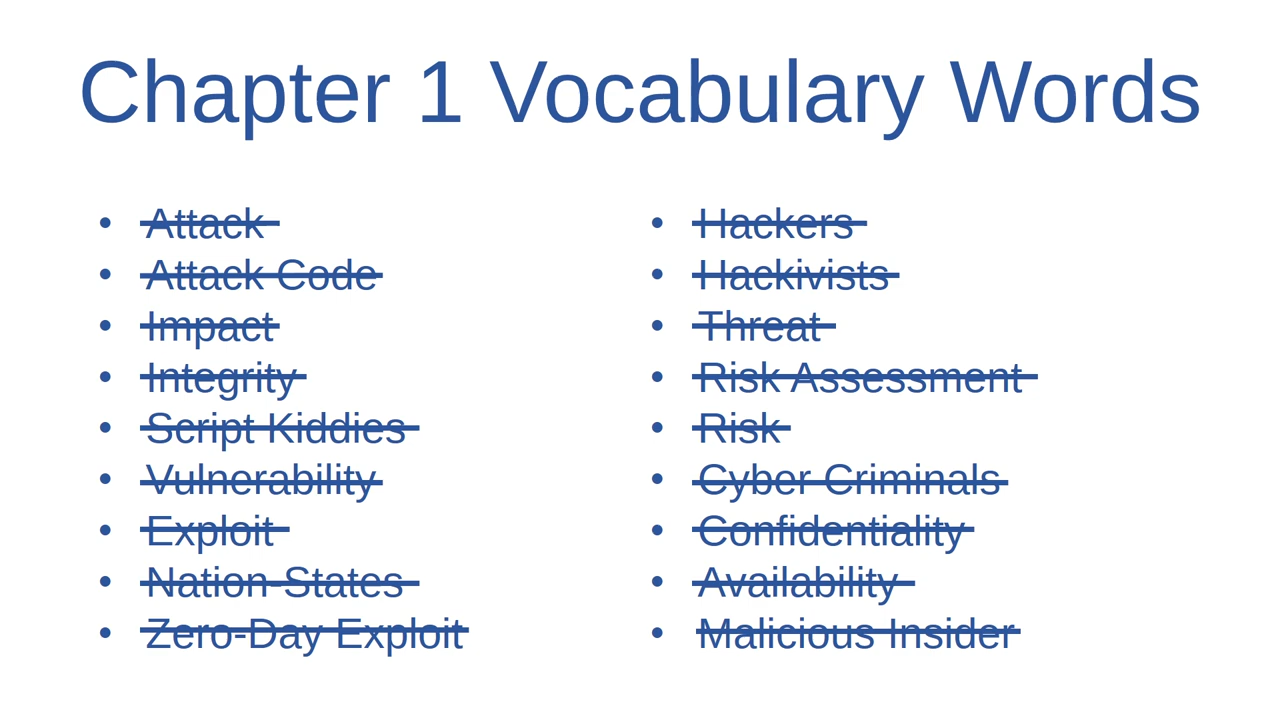 Chapter 1 Vocabulary Words
• Attack
• Attack Code
• Impact
• Integrity
• Script Kiddies
• Vulnerability
• Exploit
• Nation-States
• Zero-Day Exploit
• Hackers
• Hackivists
• Threat
• Risk Assessment
• Risk
• Cyber Criminals
• Confidentiality
• Availability
• Malicious Insider